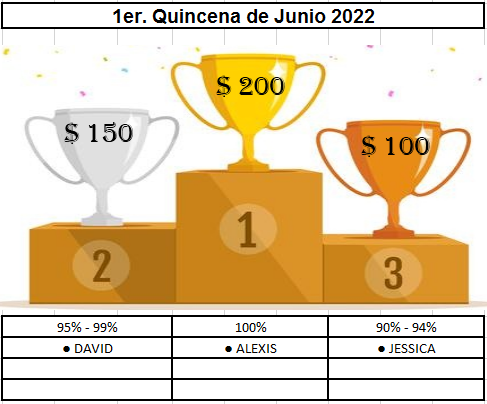 1er. Quincena de Junio 2022
$ 200
$ 150
$ 100
1
2
3
95% - 99% 100% 90% - 94%
● DAVID ● ALEXIS ● JESSICA